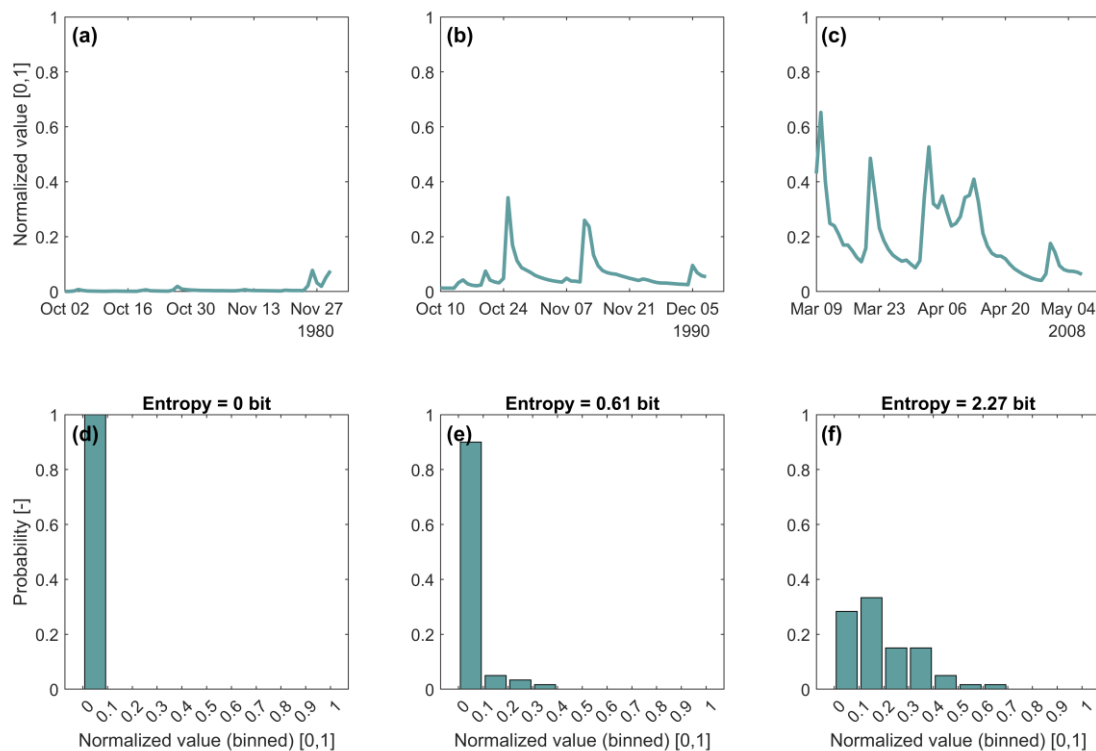 (a)
Normalized value [0,1]
1
0.8
0.6
0.4
0.2
0
Oct 02 Oct 16 Oct 30 Nov 13 Nov 27
1980
(b)
1
0.8
0.6
0.4
0.2
0
Oct 10 Oct 24 Nov 07 Nov 21 Dec 05
1990
(c)
1
0.8
0.6
0.4
0.2
0
Mar 09 Mar 23 Apr 06 Apr 20 May 04
2008
Entropy = 0 bit
(d)
Probability [-]
1
0.8
0.6
0.4
0.2
0
0 0.1 0.2 0.3 0.4 0.5 0.6 0.7 0.8 0.9 1
Normalized value (binned) [0,1]
Entropy = 0.61 bit
(e)
1
0.8
0.6
0.4
0.2
0
0 0.1 0.2 0.3 0.4 0.5 0.6 0.7 0.8 0.9 1
Normalized value (binned) [0,1]
Entropy = 2.27 bit
(f)
1
0.8
0.6
0.4
0.2
0
0 0.1 0.2 0.3 0.4 0.5 0.6 0.7 0.8 0.9 1
Normalized value (binned) [0,1]